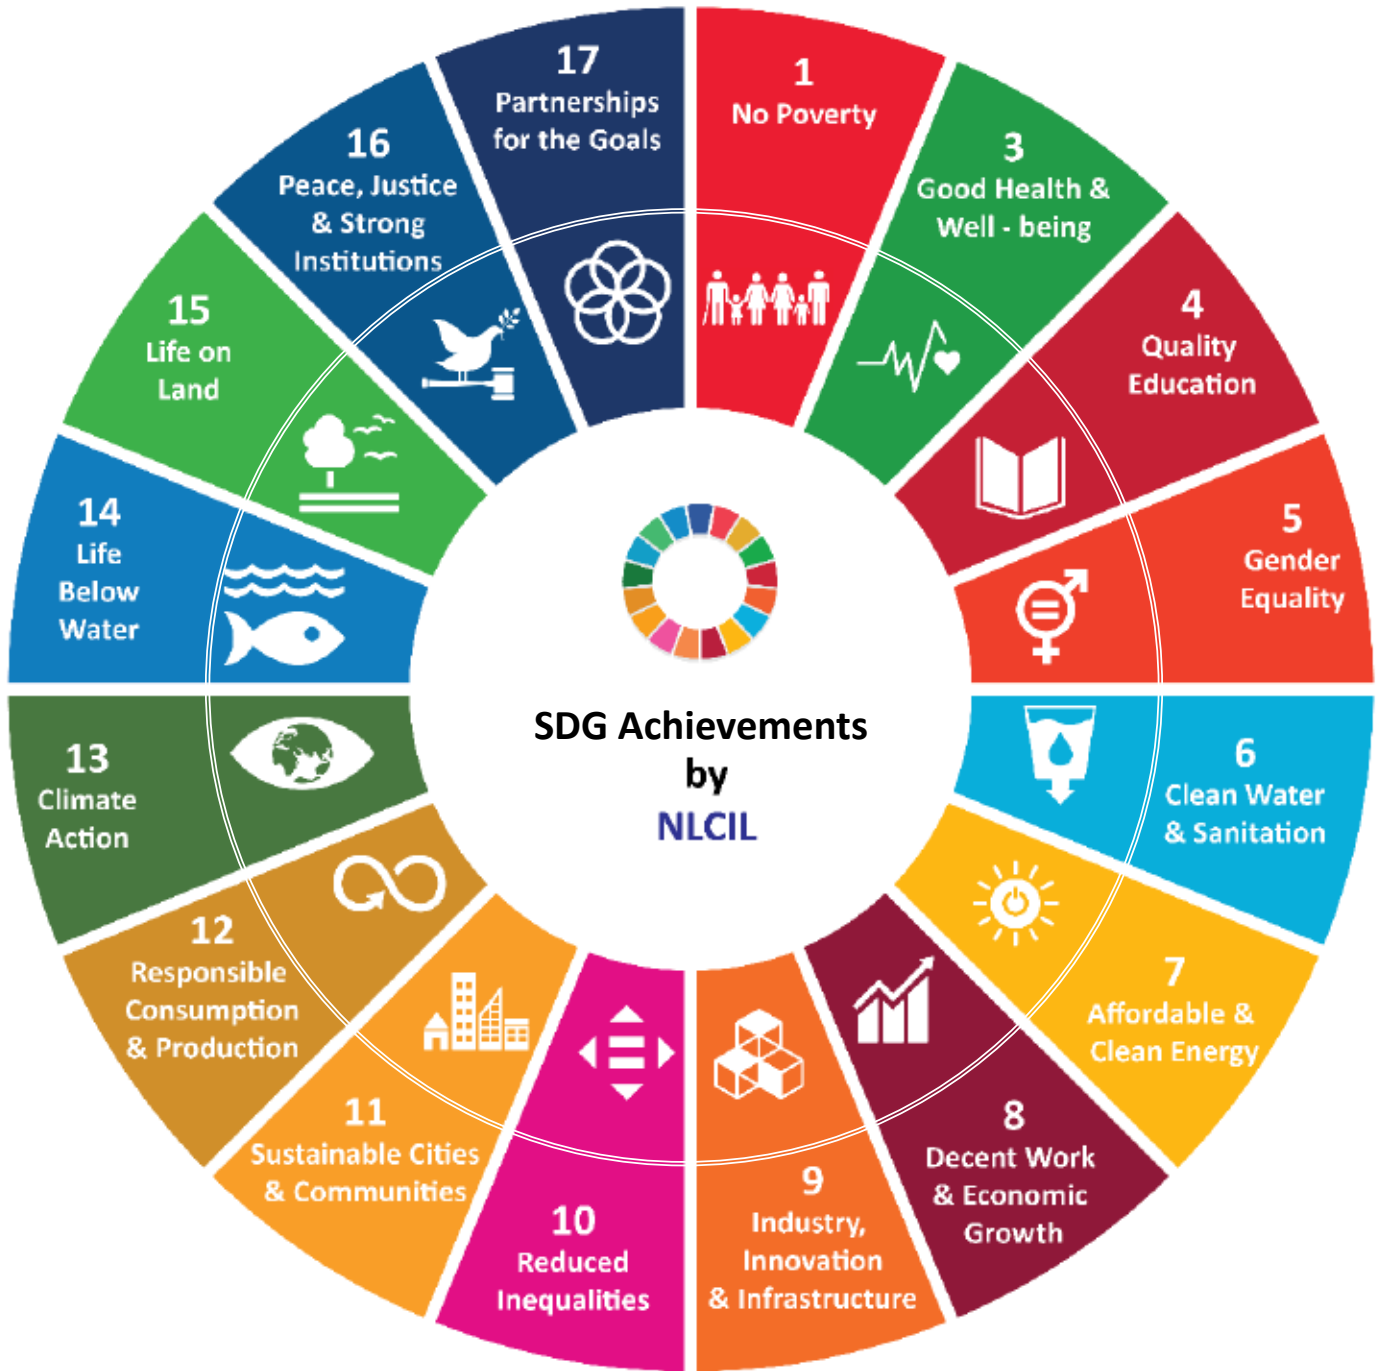 17
Partnerships
for the Goals
1
No Poverty
3
Good Health &
Well - being
4
Quality
Education
5
Gender
Equality
6
Clean Water
& Sanitation
7
Affordable &
Clean Energy
8
Decent Work
& Economic
Growth
9
Industry,
Innovation
& Infrastructure
10
Reduced
Inequalities
11
Sustainable Cities
& Communities
12
Responsible
Consumption
& Production
13
Climate
Action
14
Life
Below
Water
15
Life on
Land
16
Peace, Justice
& Strong
Institutions
SDG Achievements
by
NLCIL